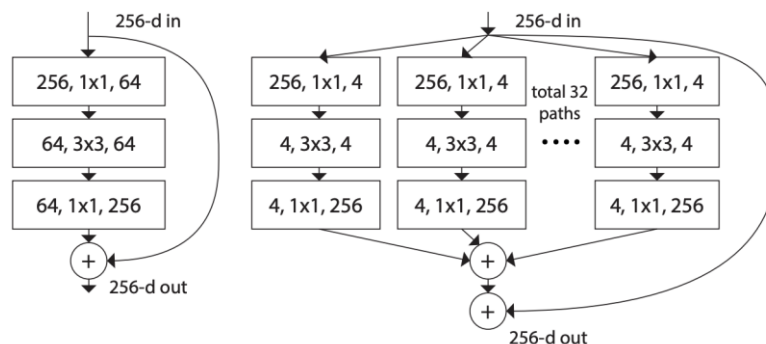 256-d in
256, 1x1, 64
64, 3x3, 64
64, 1x1, 256
+
256-d out
256-d in
256, 1x1, 4
256, 1x1, 4
total 32
paths
256, 1x1, 4
4, 3x3, 4
4, 3x3, 4
....
4, 3x3, 4
4, 1x1, 256
4, 1x1, 256
4, 1x1, 256
+
+
256-d out